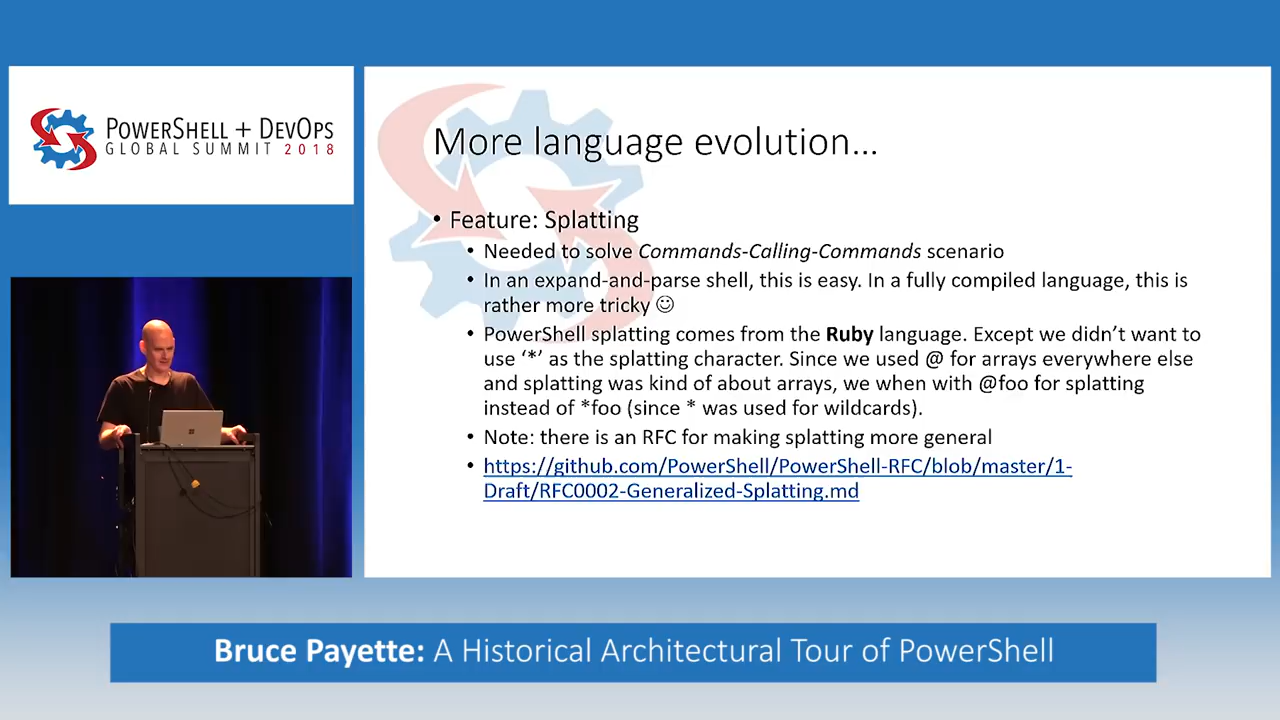 POWERSHELL + DEVOPS
GLOBAL SUMMIT 2018
More language evolution…
• Feature: Splatting
• Needed to solve Commands-Calling-Commands scenario
• In an expand-and-parse shell, this is easy. In a fully compiled language, this is
rather more tricky ☺
• PowerShell splatting comes from the Ruby language. Except we didn’t want to
use ‘*’ as the splatting character. Since we used @ for arrays everywhere else
and splatting was kind of about arrays, we when with @foo for splatting
instead of *foo (since * was used for wildcards).
• Note: there is an RFC for making splatting more general
• https://github.com/PowerShell/PowerShell-RFC/blob/master/1-
Draft/RFC0002-Generalized-Splatting.md
Bruce Payette: A Historical Architectural Tour of PowerShell